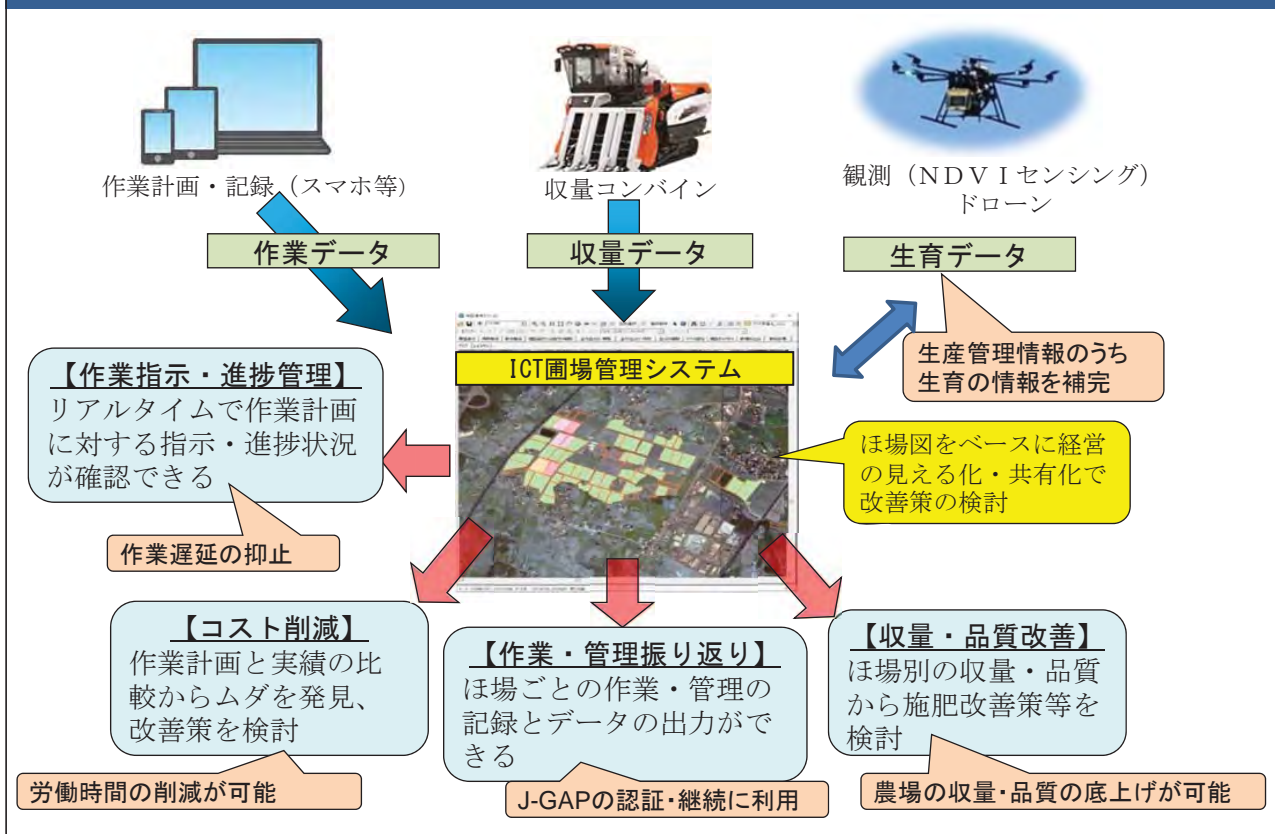 作業計画・記録（スマホ等）
収量コンバイン
観測（ＮＤＶＩセンシング）
ドローン
作業データ
収量データ
生育データ
生産管理情報のうち
生育の情報を補完
ICT圃場管理システム
【作業指示・進捗管理】
リアルタイムで作業計画
に対する指示・進捗状況
が確認できる
ほ場図をベースに経営
の見える化・共有化で
改善策の検討
作業遅延の抑止
【コスト削減】
作業計画と実績の比
較からムダを発見、
改善策を検討
【作業・管理振り返り】
ほ場ごとの作業・管理の
記録とデータの出力がで
きる
【収量・品質改善】
ほ場別の収量・品質
から施肥改善策等を
検討
労働時間の削減が可能
J-GAPの認証・継続に利用
農場の収量・品質の底上げが可能